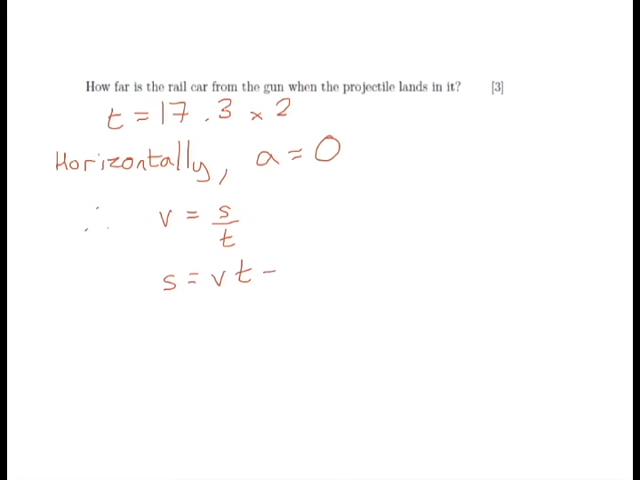 How far is the rail car from the gun when the projectile lands in it? [3]
t = 17.3 × 2
Horizontally, a = 0
∴ v = s/t
s = vt -